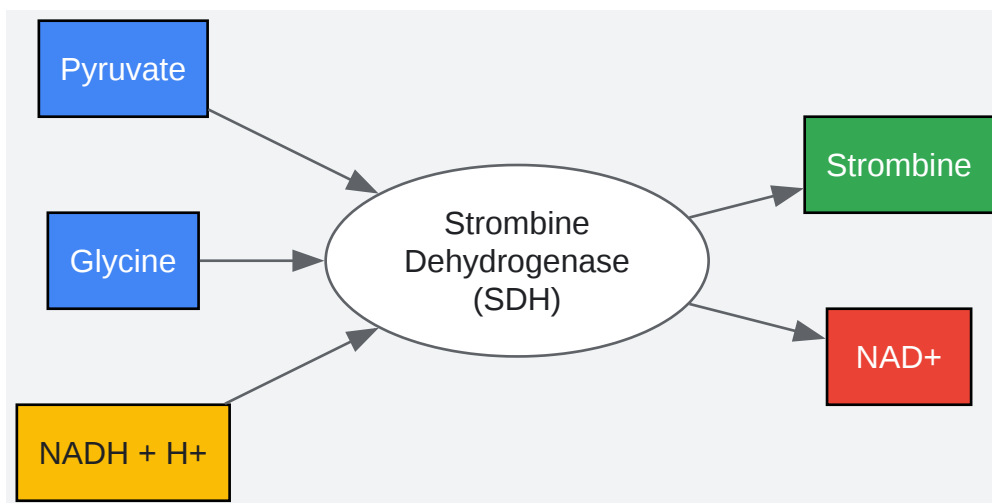 Pyruvate
Glycine
NADH + H+
Strombine
Dehydrogenase
(SDH)
Strombine
NAD+